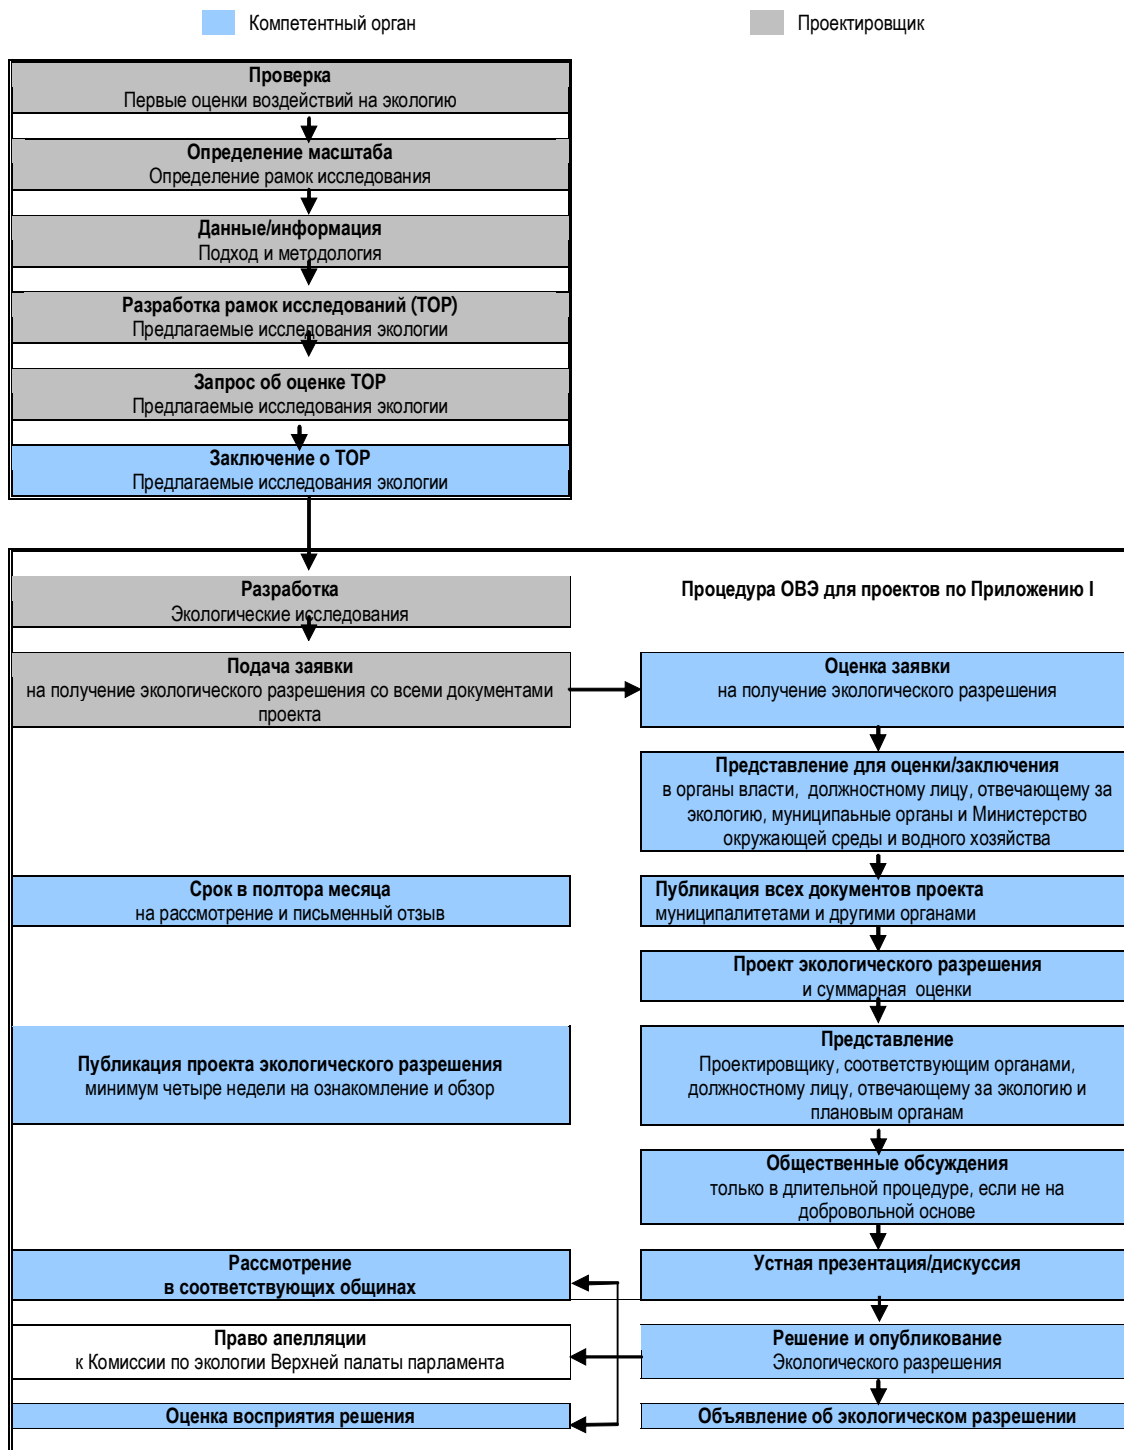 Компетентный орган
Проектировщик
Проверка
Первые оценки воздействий на экологию
Определение масштаба
Определение рамок исследования
Данные/информация
Подход и методология
Разработка рамок исследований (ТОР)
Предлагаемые исследования экологии
Запрос об оценке ТОР
Предлагаемые исследования экологии
Заключение о ТОР
Предлагаемые исследования экологии
Разработка
Экологические исследования
Процедура ОВЭ для проектов по Приложению I
Подача заявки
на получение экологического разрешения со всеми документами
проекта
Оценка заявки
на получение экологического разрешения
Представление для оценки/заключения
в органы власти, должностному лицу, отвечающему за
экологию, муниципаьные органы и Министерство
окружающей среды и водного хозяйства
Срок в полтора месяца
на рассмотрение и письменный отзыв
Публикация всех документов проекта
муниципалитетами и другими органами
Проект экологического разрешения
и суммарная оценки
Публикация проекта экологического разрешения
минимум четыре недели на ознакомление и обзор
Представление
Проектировщику, соответствующим органами,
должностному лицу, отвечающему за экологию и
плановым органам
Общественные обсуждения
только в длительной процедуре, если не на
добровольной основе
Рассмотрение
в соответствующих общинах
Устная презентация/дискуссия
Право апелляции
к Комиссии по экологии Верхней палаты парламента
Решение и опубликование
Экологического разрешения
Оценка восприятия решения
Объявление об экологическом разрешении